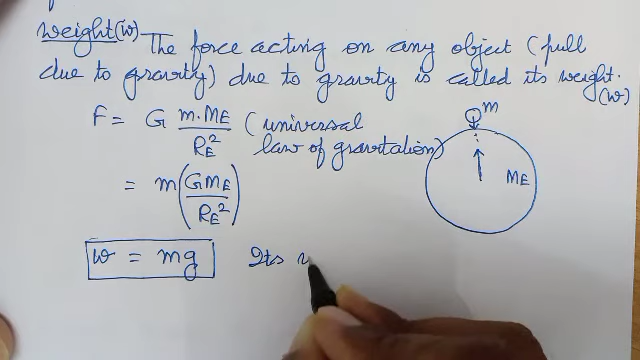 weight(w) The force acting on any object (pull
due to gravity) due to gravity is called its weight.
(w)
F = G m.ME / RE² (universal
law of gravitation)
= m(GME / RE²)
w = mg Its
m
ME